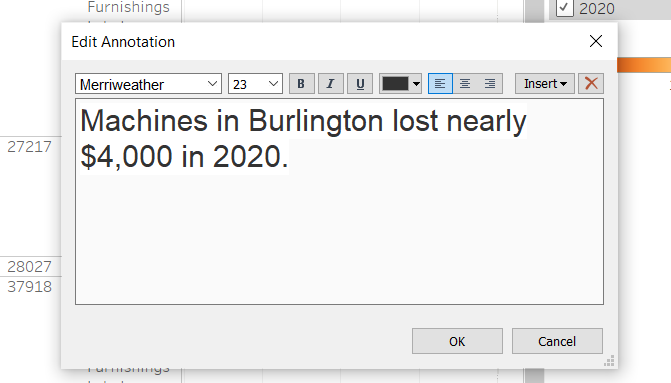 Furnishings
2020
Edit Annotation
Merriweather 23 B I U Insert
Machines in Burlington lost nearly
$4,000 in 2020.
27217
28027
37918
OK Cancel
Furnishings